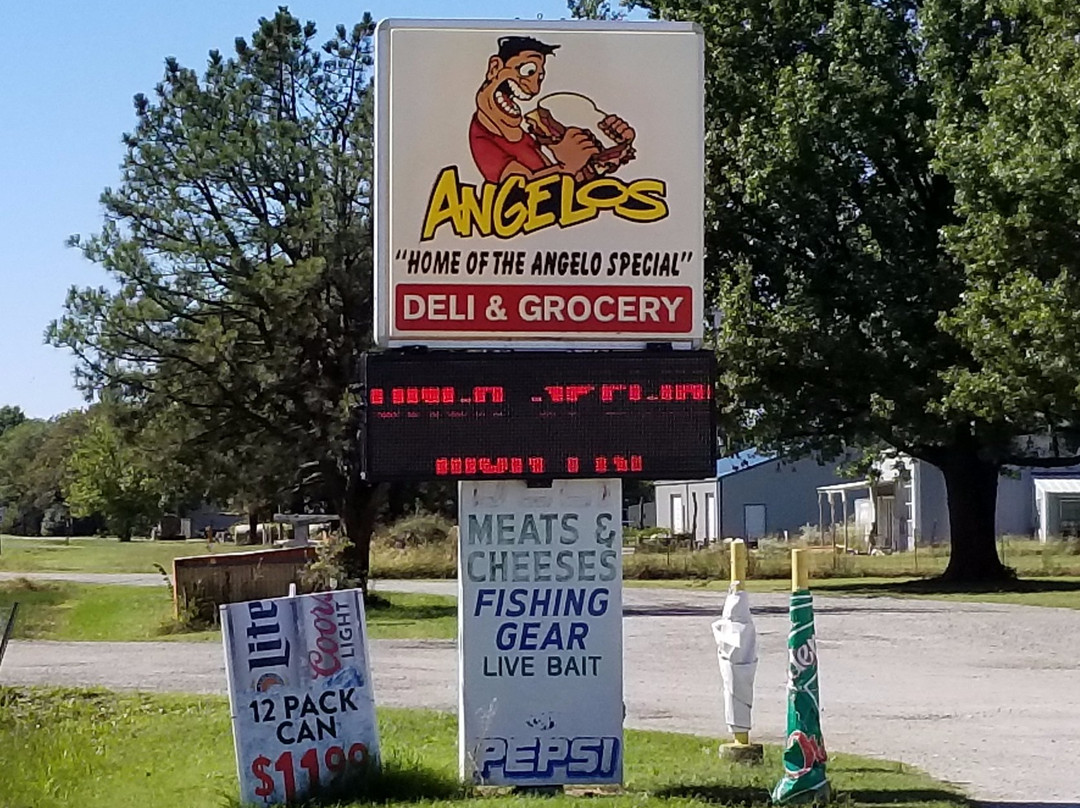 ANGELOS
"HOME OF THE ANGELO SPECIAL"
DELI & GROCERY
MEATS &
CHEESES
FISHING
GEAR
LIVE BAIT
PEPSI
Lite
Coors
LIGHT
12 PACK
CAN
$1199